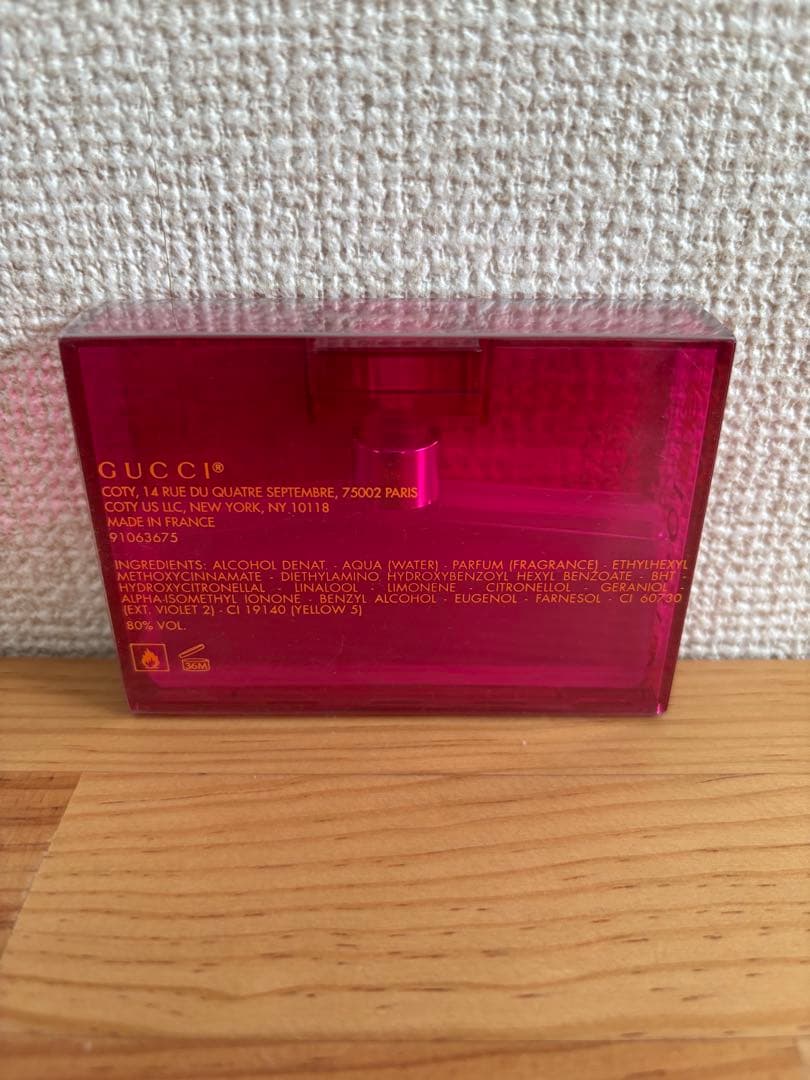 GUCCI®
COTY, 14 RUE DU QUATRE SEPTEMBRE, 75002 PARIS
COTY US LLC, NEW YORK, NY 10118
MADE IN FRANCE
91063675
INGREDIENTS: ALCOHOL DENAT. - AQUA (WATER) - PARFUM (FRAGRANCE) - ETHYLHEXYL
METHOXYCINNAMATE - DIETHYLAMINO HYDROXYBENZOYL HEXYL BENZOATE - BHT -
HYDROXYCITRONELLAL - LINALOOL - LIMONENE - CITRONELLOL - GERANIOL -
ALPHA-ISOMETHYL IONONE - BENZYL ALCOHOL - EUGENOL - FARNESOL - CI 60730
(EXT. VIOLET 2) - CI 19140 (YELLOW 5)
80% VOL.
36M